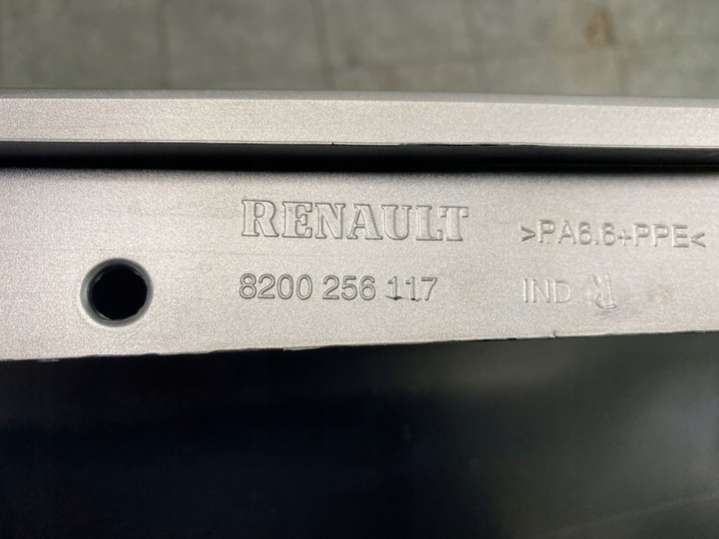 RENAULT
8200 256 117
>PA6.6+PPE<
IND